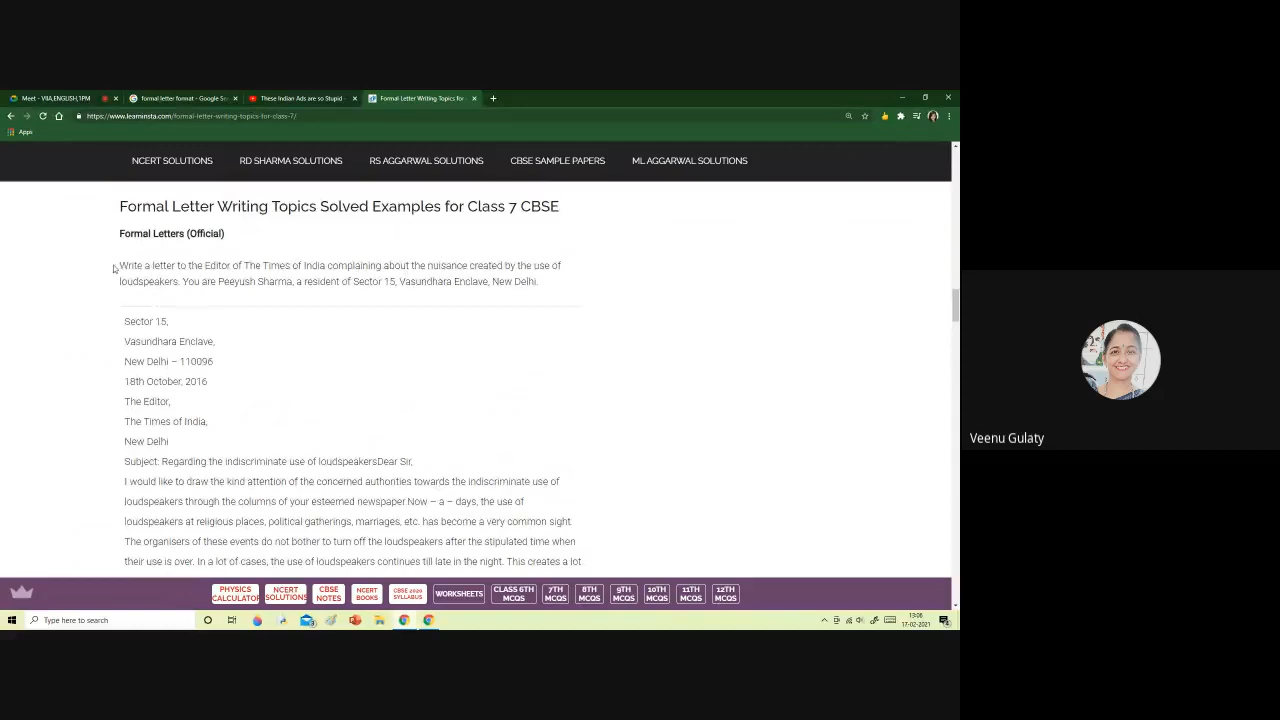 Meet - VIIA,ENGLISH,1PM
formal letter format - Google Se
These Indian Ads are so Stupid -
Formal Letter Writing Topics for
https://www.learninsta.com/formal-letter-writing-topics-for-class-7/
Apps
NCERT SOLUTIONS RD SHARMA SOLUTIONS RS AGGARWAL SOLUTIONS CBSE SAMPLE PAPERS ML AGGARWAL SOLUTIONS
Formal Letter Writing Topics Solved Examples for Class 7 CBSE
Formal Letters (Official)
Write a letter to the Editor of The Times of India complaining about the nuisance created by the use of
loudspeakers. You are Peeyush Sharma, a resident of Sector 15, Vasundhara Enclave, New Delhi.
Sector 15,
Vasundhara Enclave,
New Delhi – 110096
18th October, 2016
The Editor,
The Times of India,
New Delhi
Subject: Regarding the indiscriminate use of loudspeakersDear Sir,
I would like to draw the kind attention of the concerned authorities towards the indiscriminate use of
loudspeakers through the columns of your esteemed newspaper.Now – a – days, the use of
loudspeakers at religious places, political gatherings, marriages, etc. has become a very common sight.
The organisers of these events do not bother to turn off the loudspeakers after the stipulated time when
their use is over. In a lot of cases, the use of loudspeakers continues till late in the night. This creates a lot
PHYSICS CALCULATOR
NCERT SOLUTIONS
CBSE NOTES
NCERT BOOKS
CBSE 2020 SYLLABUS
WORKSHEETS
CLASS 6TH MCQS
7TH MCQS
8TH MCQS
9TH MCQS
10TH MCQS
11TH MCQS
12TH MCQS
Type here to search
13:06
17-02-2021
Veenu Gulaty